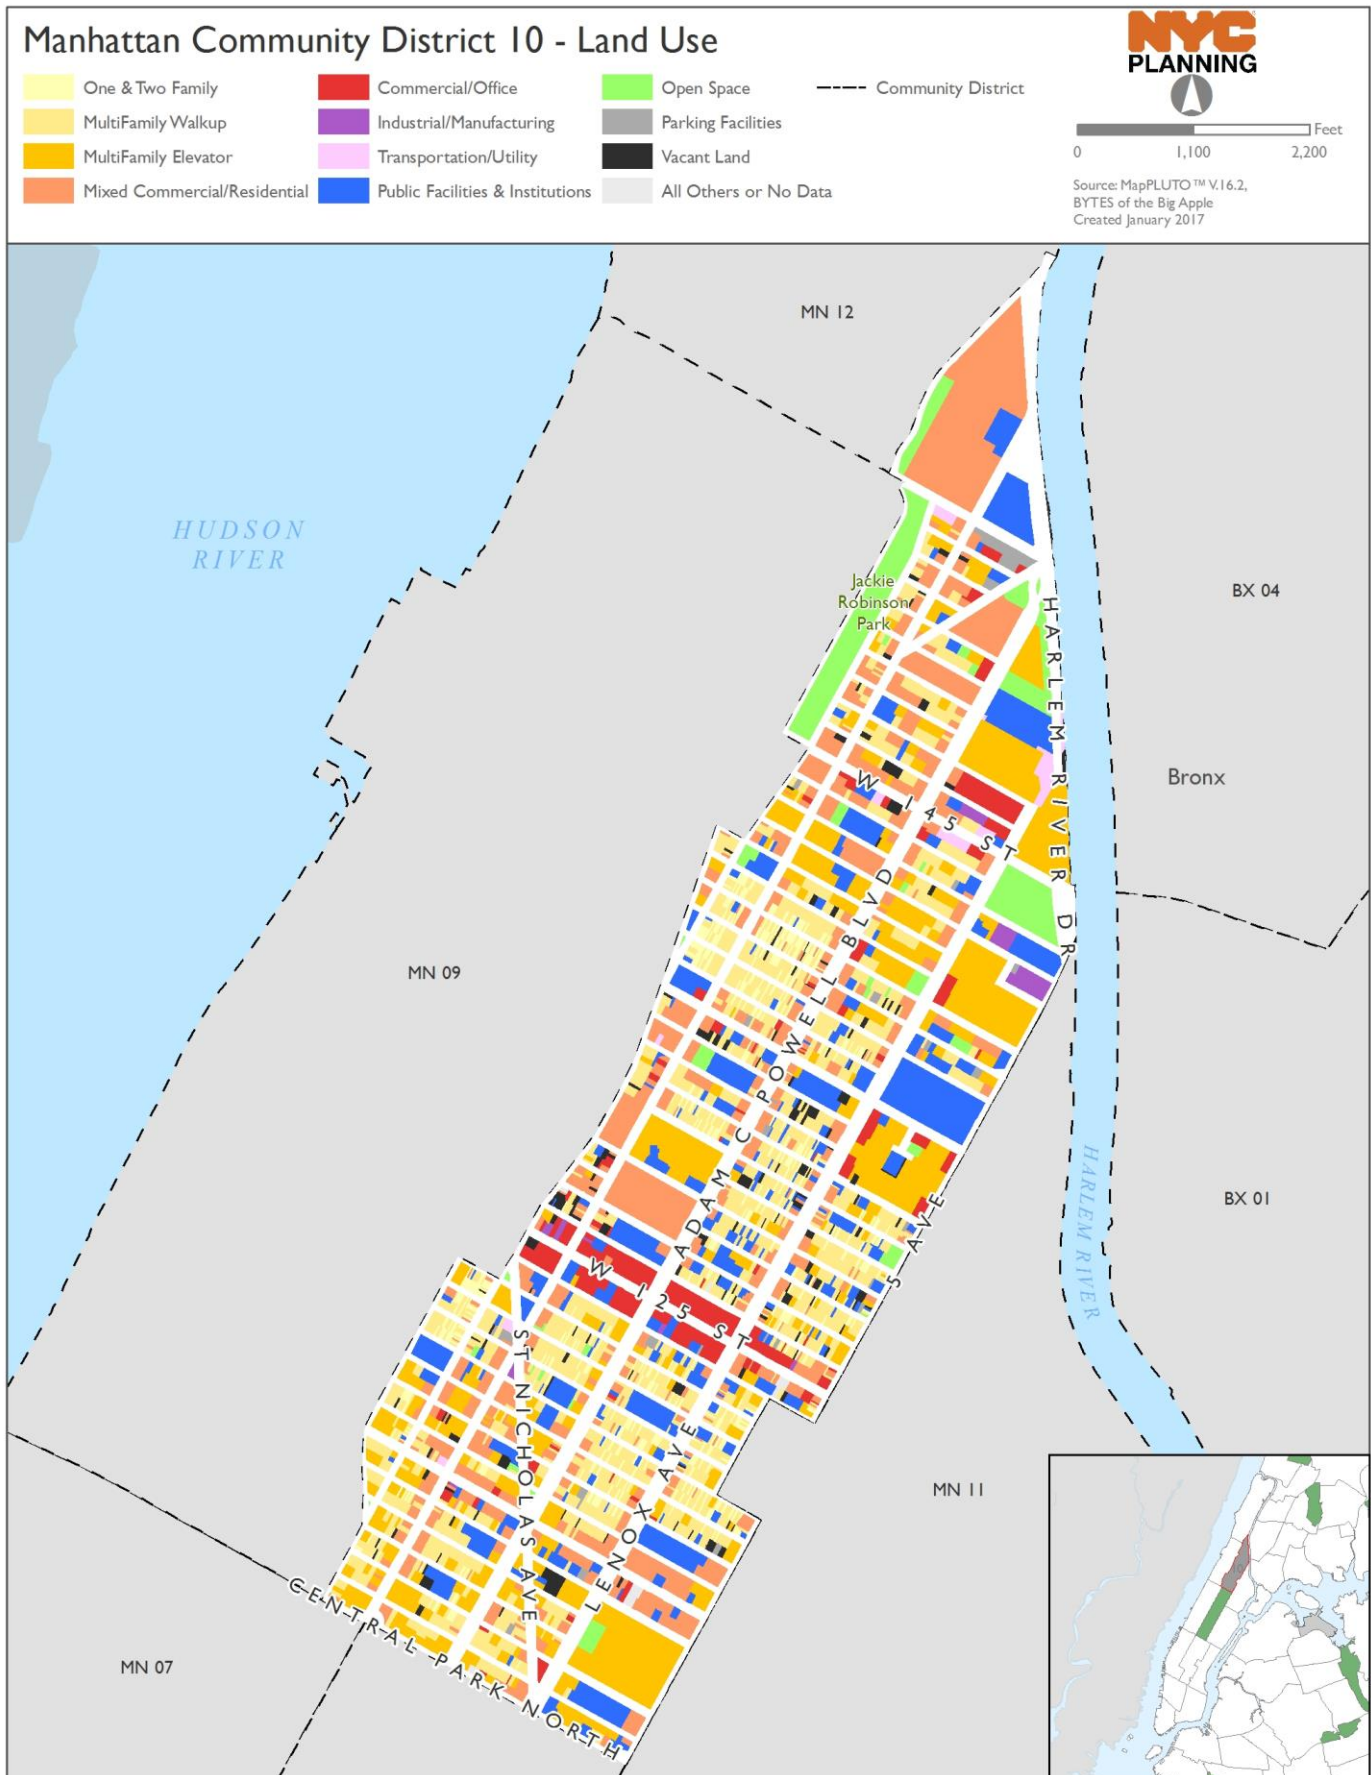 Manhattan Community District 10 - Land Use
NYC
PLANNING
One & Two Family
MultiFamily Walkup
MultiFamily Elevator
Mixed Commercial/Residential
Commercial/Office
Industrial/Manufacturing
Transportation/Utility
Public Facilities & Institutions
Open Space
Parking Facilities
Vacant Land
All Others or No Data
Community District
Feet
0 1,100 2,200
Source: MapPLUTO™ V.16.2,
BYTES of the Big Apple
Created January 2017
MN 12
HUDSON
RIVER
Jackie
Robinson
Park
BX 04
HARLEM RIVER DR
Bronx
W 145 ST
MN 09
ADAM C POWELL BLVD
HARLEM RIVER
BX 01
5 AVE
W 125 ST
ST NICHOLAS AVE
LENOX AVE
MN 11
CENTRAL PARK NORTH
MN 07